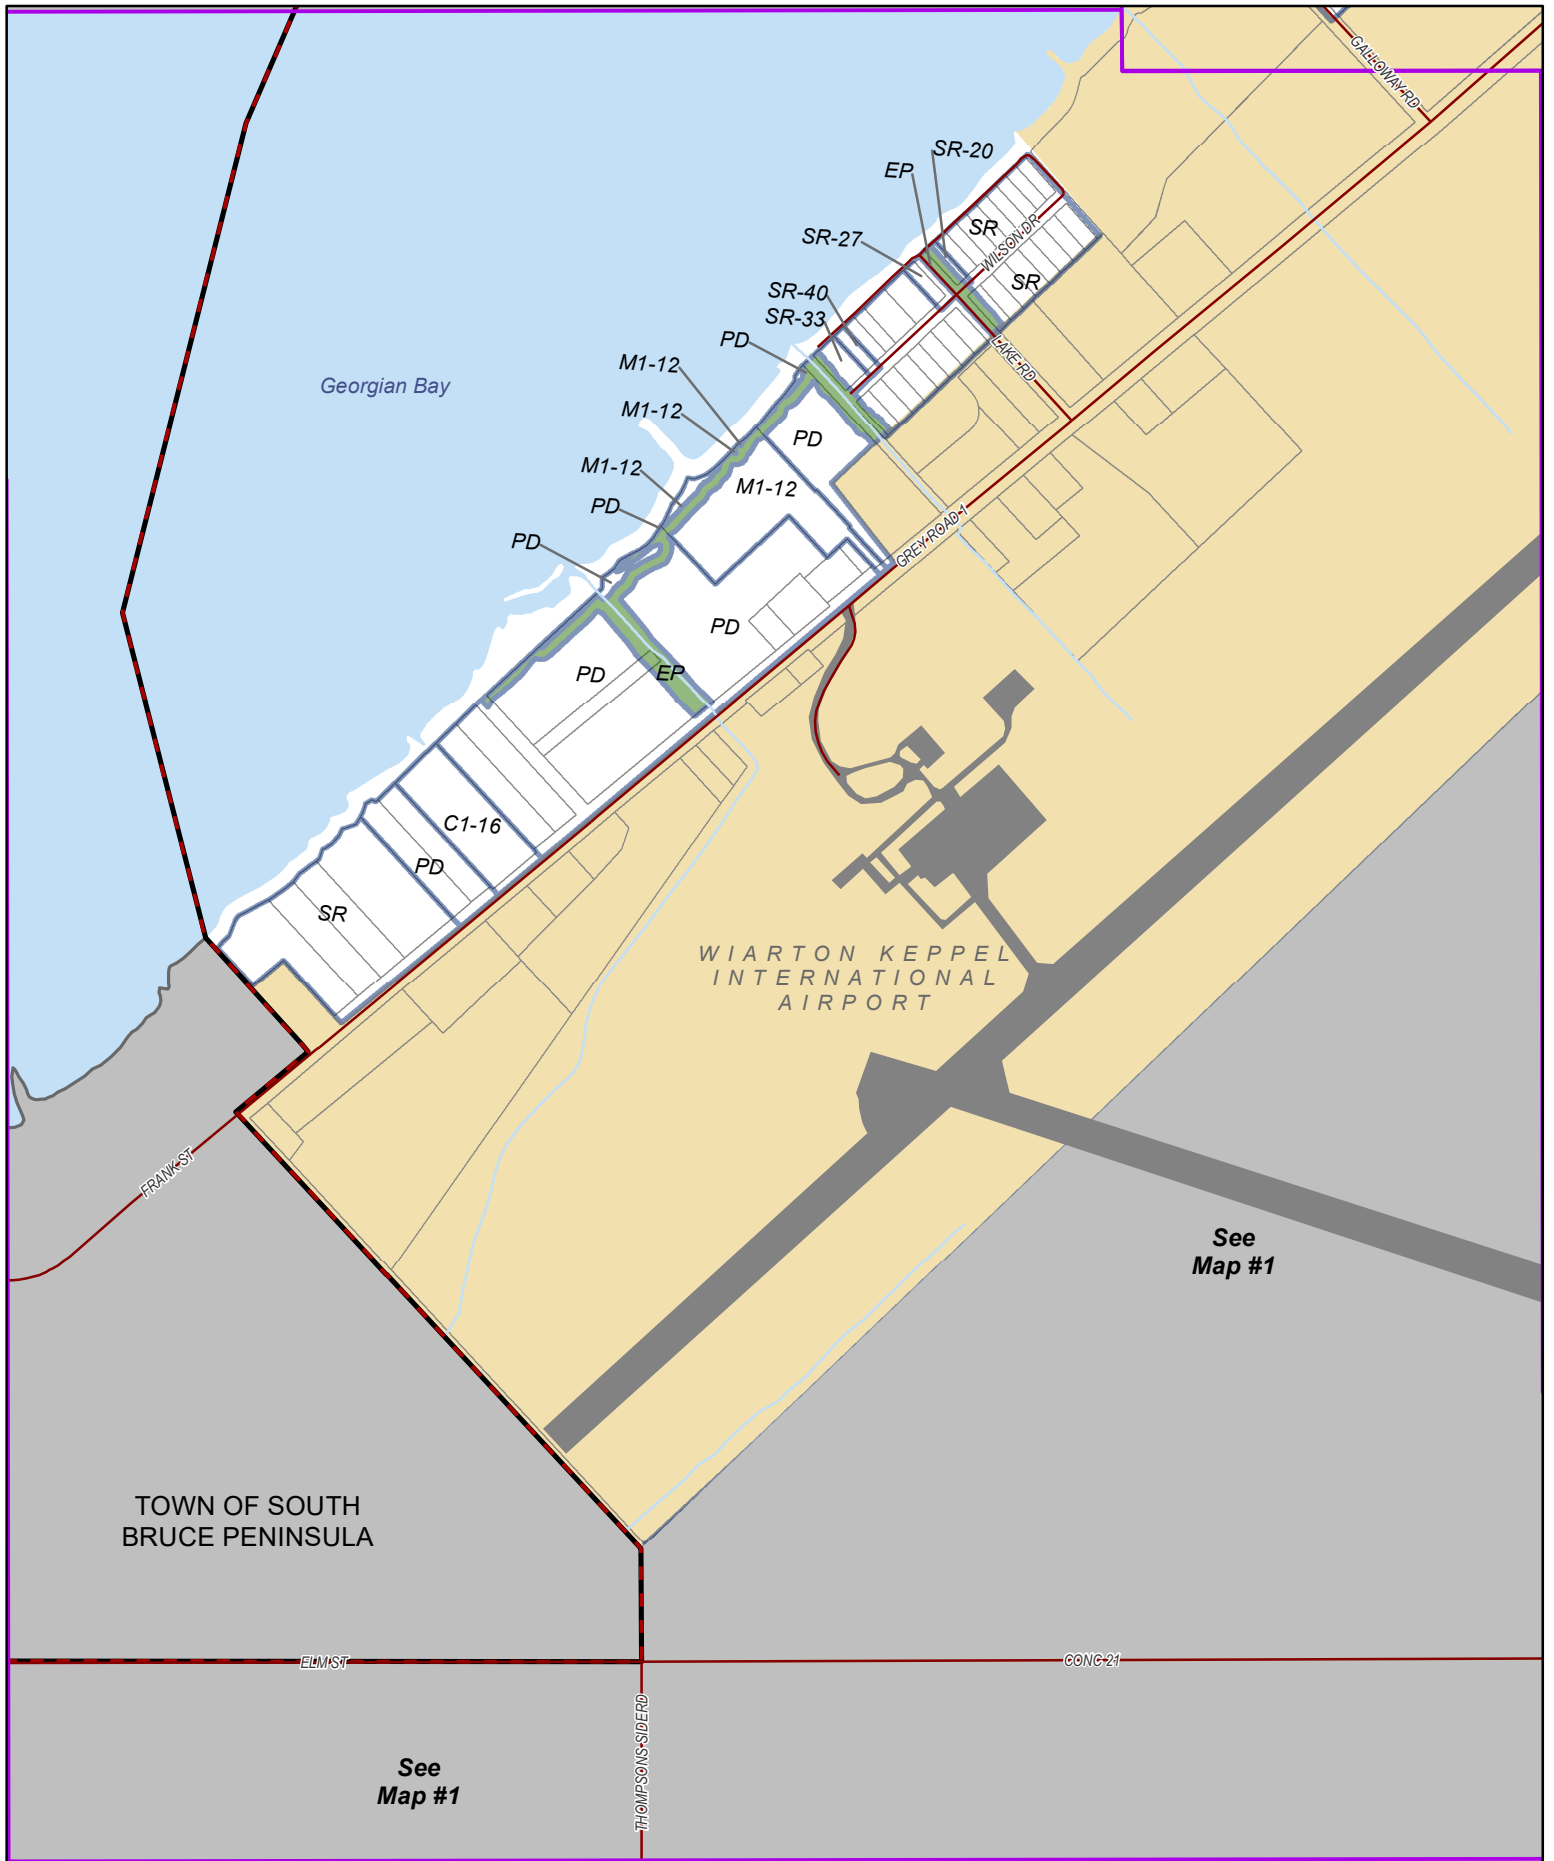 GALLOWAY RD
SR-20
EP
SR
WILSON DR
SR-27
SR
SR-40
SR-33
PD
LAKE RD
M1-12
Georgian Bay
M1-12
PD
M1-12
M1-12
PD
GREY ROAD 1
PD
PD
PD
EP
C1-16
PD
SR
WIARTON KEPPEL
INTERNATIONAL
AIRPORT
FRANK ST
See
Map #1
TOWN OF SOUTH
BRUCE PENINSULA
ELM ST
CONC 21
THOMPSONS SIDERD
See
Map #1